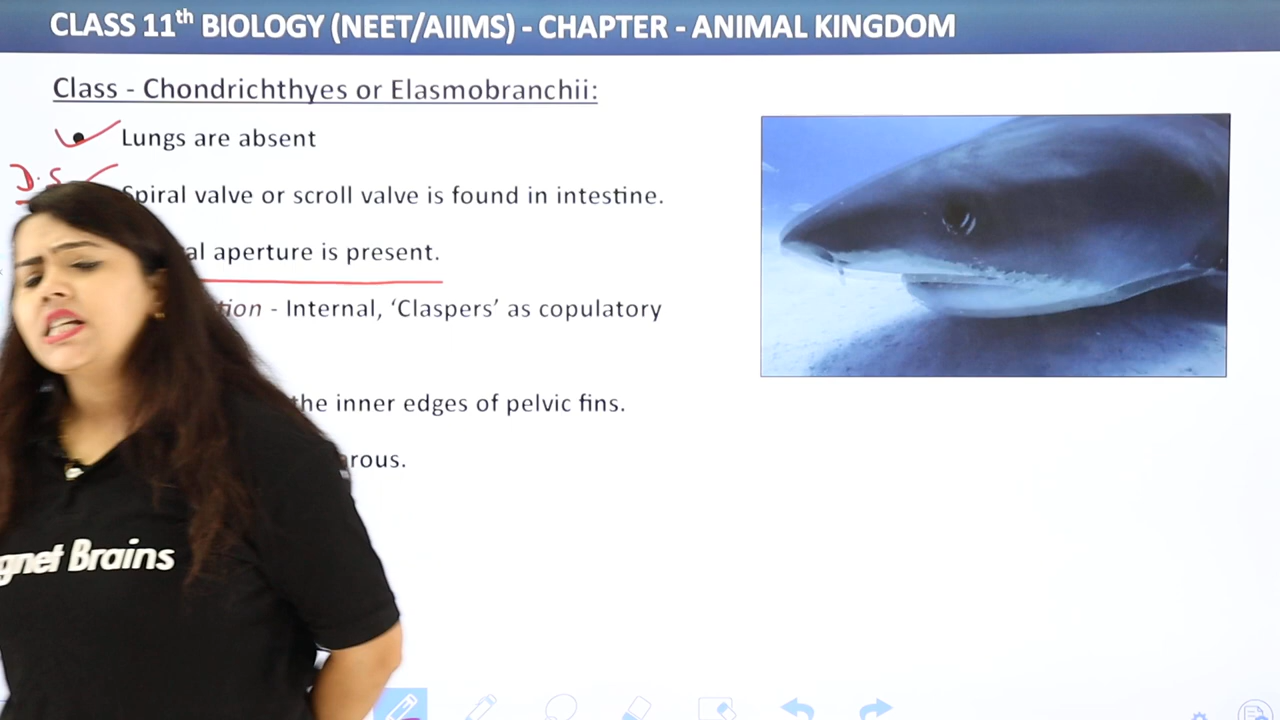 CLASS 11th BIOLOGY (NEET/AIIMS) - CHAPTER - ANIMAL KINGDOM
Class - Chondrichthyes or Elasmobranchii:
Lungs are absent
D.S
Spiral valve or scroll valve is found in intestine.
al aperture is present.
tion - Internal, ‘Claspers’ as copulatory
the inner edges of pelvic fins.
arous.
gnet Brains